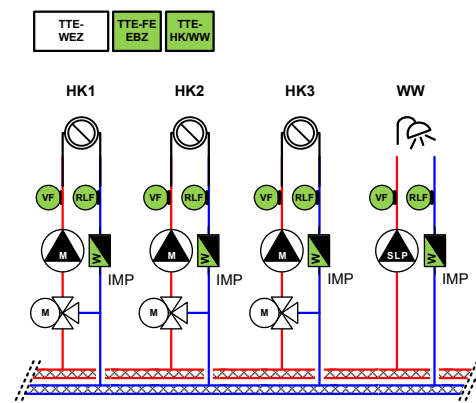 TTE-
WEZ
TTE-FE
EBZ
TTE-
HK/WW
HK1
HK2
HK3
WW
VF
RLF
VF
RLF
VF
RLF
VF
RLF
M
W
IMP
M
W
IMP
M
W
IMP
SLP
W
IMP
M
M
M